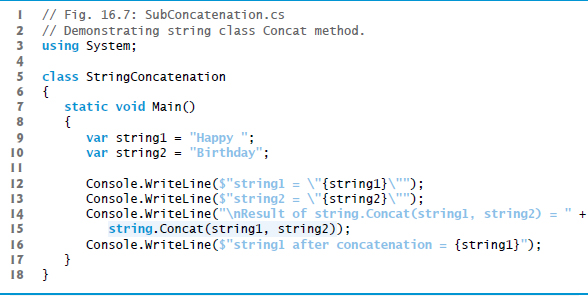 1 // Fig. 16.7: SubConcatenation.cs
2 // Demonstrating string class Concat method.
3 using System;
4
5 class StringConcatenation
6 {
7 static void Main()
8 {
9 var string1 = "Happy ";
10 var string2 = "Birthday";
11
12 Console.WriteLine($"string1 = \"{string1}\"");
13 Console.WriteLine($"string2 = \"{string2}\"");
14 Console.WriteLine("\nResult of string.Concat(string1, string2) = " +
15 string.Concat(string1, string2));
16 Console.WriteLine($"string1 after concatenation = {string1}");
17 }
18 }